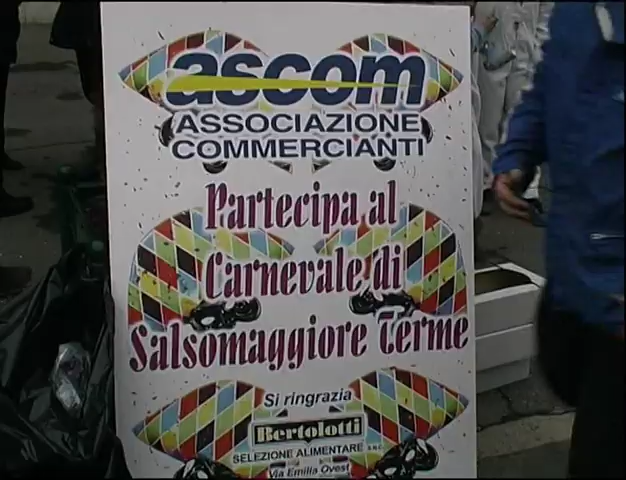 ascom
ASSOCIAZIONE
COMMERCIANTI
Partecipa al
Carnevale di
Salsomaggiore Terme
Si ringrazia
Bertolotti
SELEZIONE ALIMENTARE S.R.L.
Via Emilia Ovest